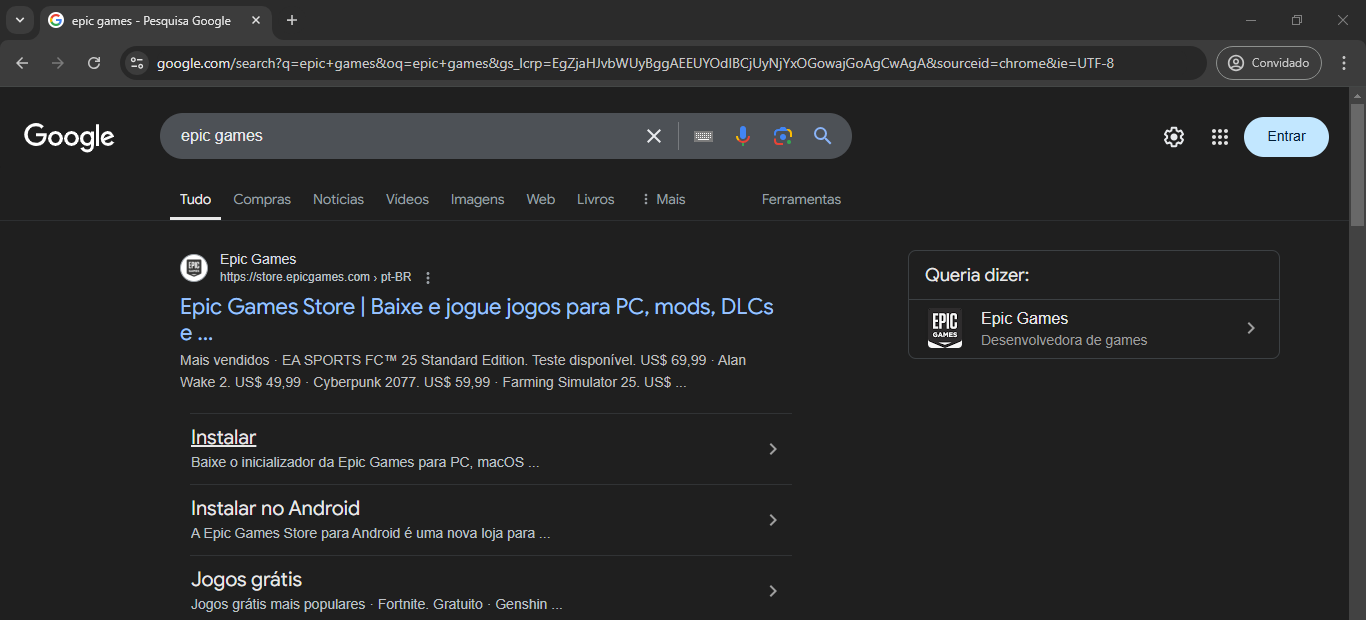 epic games - Pesquisa Google
google.com/search?q=epic+games&oq=epic+games&gs_lcrp=EgZjaHJvbWUyBggAEEUYOdIBCjUyNjYxOGowajGoAgCwAgA&sourceid=chrome&ie=UTF-8
Convidado
Google
epic games
Entrar
Tudo
Compras
Notícias
Vídeos
Imagens
Web
Livros
Mais
Ferramentas
EPIC GAMES
Epic Games
https://store.epicgames.com › pt-BR
Epic Games Store | Baixe e jogue jogos para PC, mods, DLCs
e ...
Mais vendidos · EA SPORTS FC™ 25 Standard Edition. Teste disponível. US$ 69,99 · Alan
Wake 2. US$ 49,99 · Cyberpunk 2077. US$ 59,99 · Farming Simulator 25. US$ ...
Instalar
Baixe o inicializador da Epic Games para PC, macOS ...
Instalar no Android
A Epic Games Store para Android é uma nova loja para ...
Jogos grátis
Jogos grátis mais populares · Fortnite. Gratuito · Genshin ...
Queria dizer:
EPIC
GAMES
Epic Games
Desenvolvedora de games